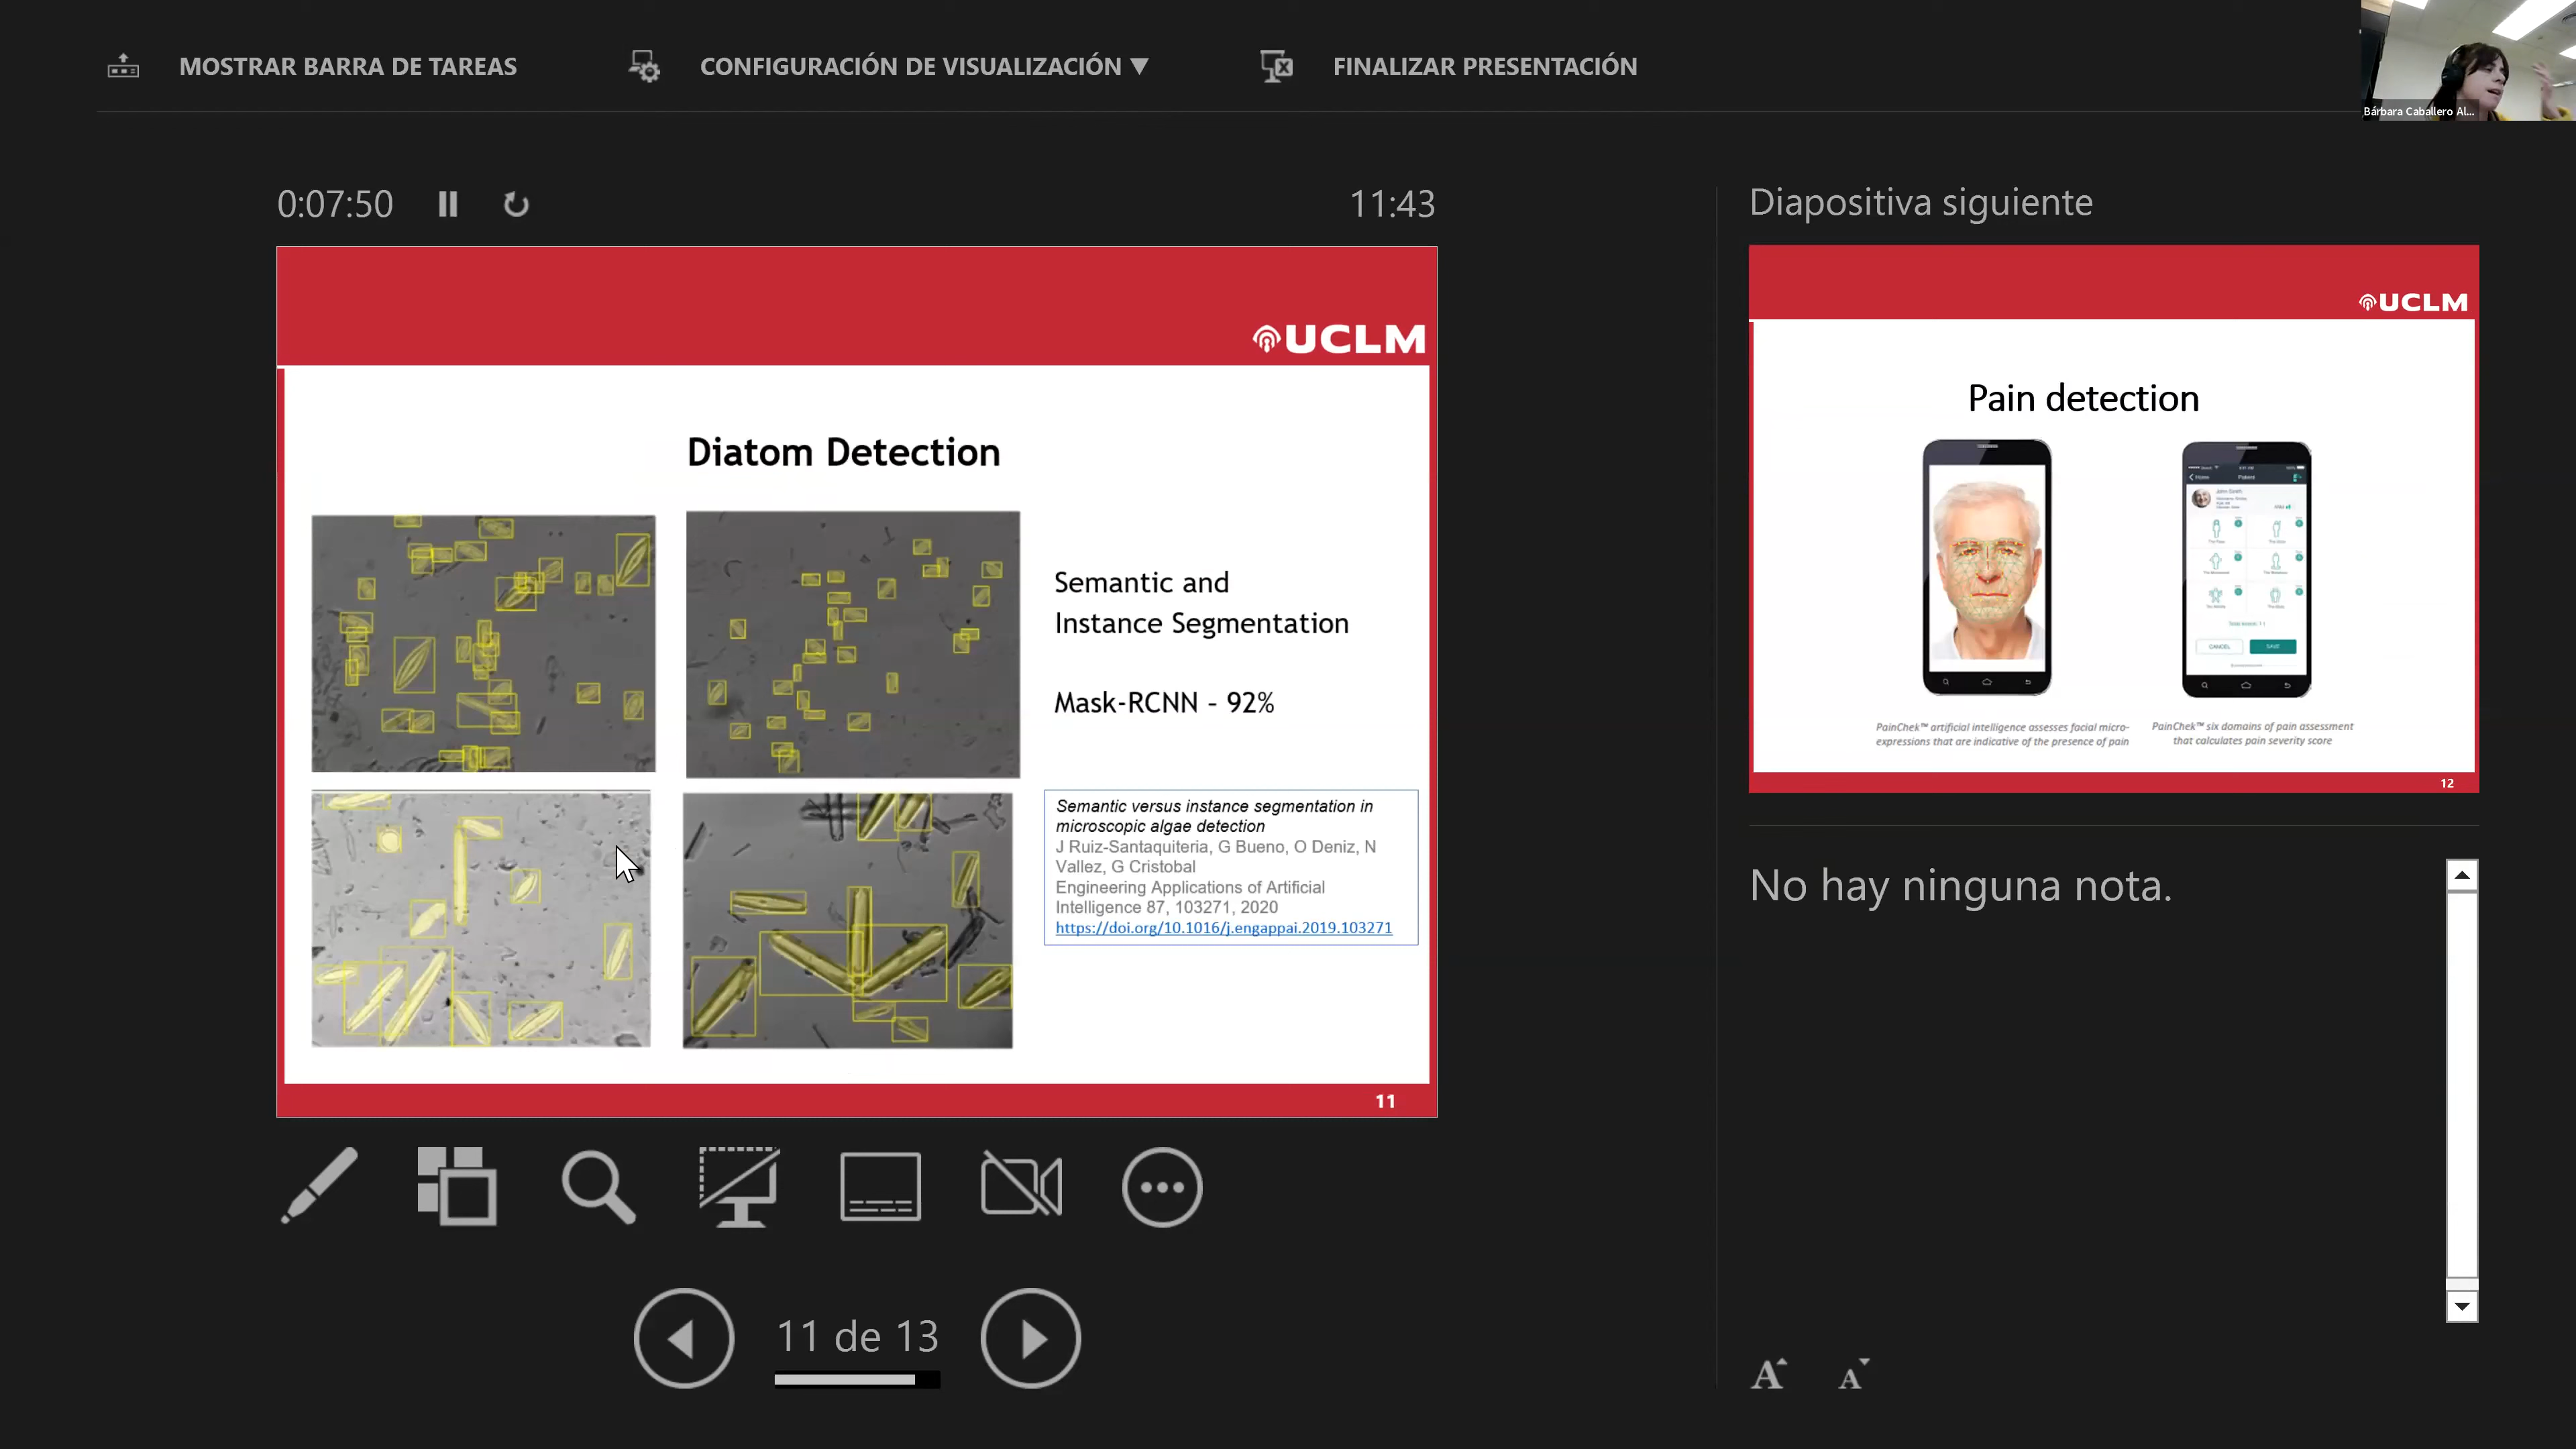 MOSTRAR BARRA DE TAREAS
CONFIGURACIÓN DE VISUALIZACIÓN ▼
FINALIZAR PRESENTACIÓN
Bárbara Caballero Al...
0:07:50
11:43
UCLM
Diatom Detection
Semantic and
Instance Segmentation
Mask-RCNN - 92%
Semantic versus instance segmentation in
microscopic algae detection
J Ruiz-Santaquiteria, G Bueno, O Deniz, N
Vallez, G Cristobal
Engineering Applications of Artificial
Intelligence 87, 103271, 2020
https://doi.org/10.1016/j.engappai.2019.103271
11
11 de 13
Diapositiva siguiente
UCLM
Pain detection
Patient
CANCEL
SAVE
PainChek™ artificial intelligence assesses facial micro-
expressions that are indicative of the presence of pain
PainChek™ six domains of pain assessment
that calculates pain severity score
12
No hay ninguna nota.
A
A